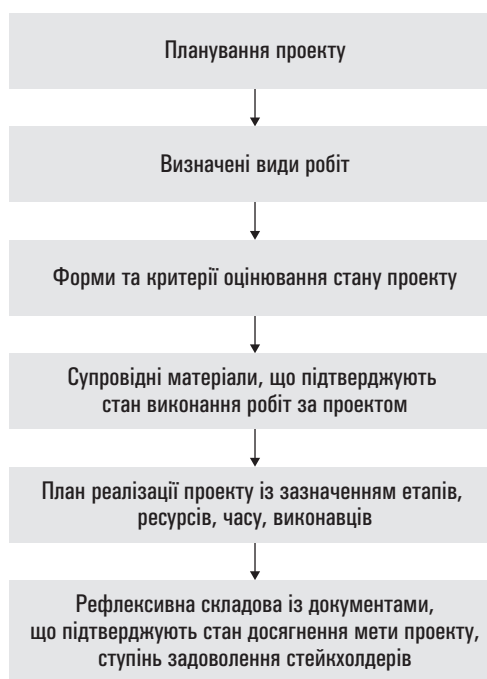 Планування проекту
Визначені види робіт
Форми та критерії оцінювання стану проекту
Супровідні матеріали, що підтверджують
стан виконання робіт за проектом
План реалізації проекту із зазначенням етапів,
ресурсів, часу, виконавців
Рефлексивна складова із документами,
що підтверджують стан досягнення мети проекту,
ступінь задоволення стейкхолдерів